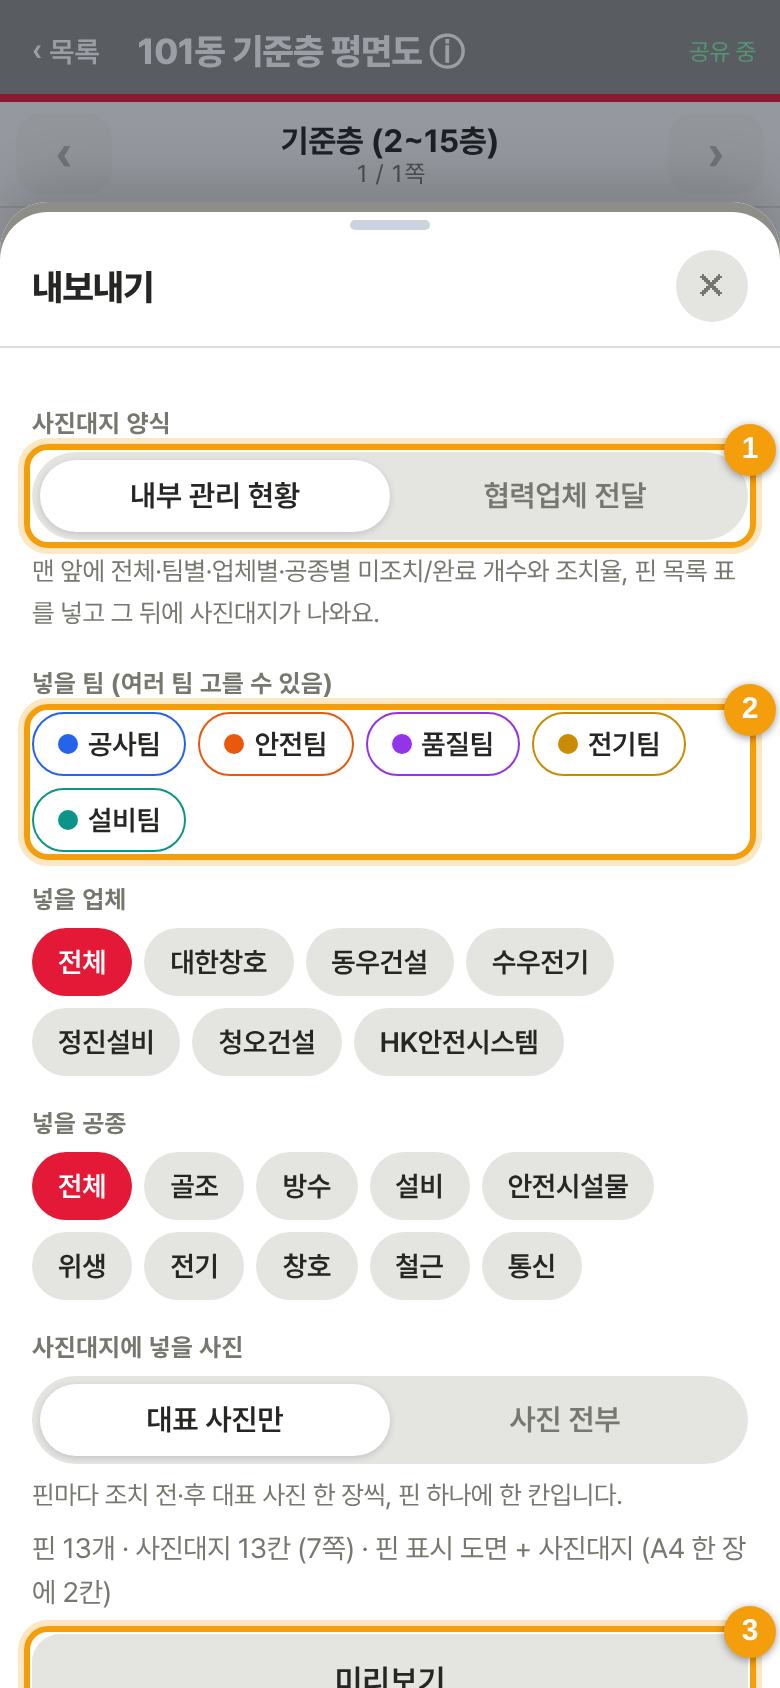 ‹ 목록 101동 기준층 평면도 ⓘ 공유 중
‹ 기준층 (2~15층) ›
1 / 1쪽
내보내기 ✕
사진대지 양식
1
내부 관리 현황 협력업체 전달
맨 앞에 전체·팀별·업체별·공종별 미조치/완료 개수와 조치율, 핀 목록 표
를 넣고 그 뒤에 사진대지가 나와요.
넣을 팀 (여러 팀 고를 수 있음)
2
공사팀 안전팀 품질팀 전기팀
설비팀
넣을 업체
전체 대한창호 동우건설 수우전기
정진설비 청오건설 HK안전시스템
넣을 공종
전체 골조 방수 설비 안전시설물
위생 전기 창호 철근 통신
사진대지에 넣을 사진
대표 사진만 사진 전부
핀마다 조치 전·후 대표 사진 한 장씩, 핀 하나에 한 칸입니다.
핀 13개 · 사진대지 13칸 (7쪽) · 핀 표시 도면 + 사진대지 (A4 한 장
에 2칸)
3
미리보기